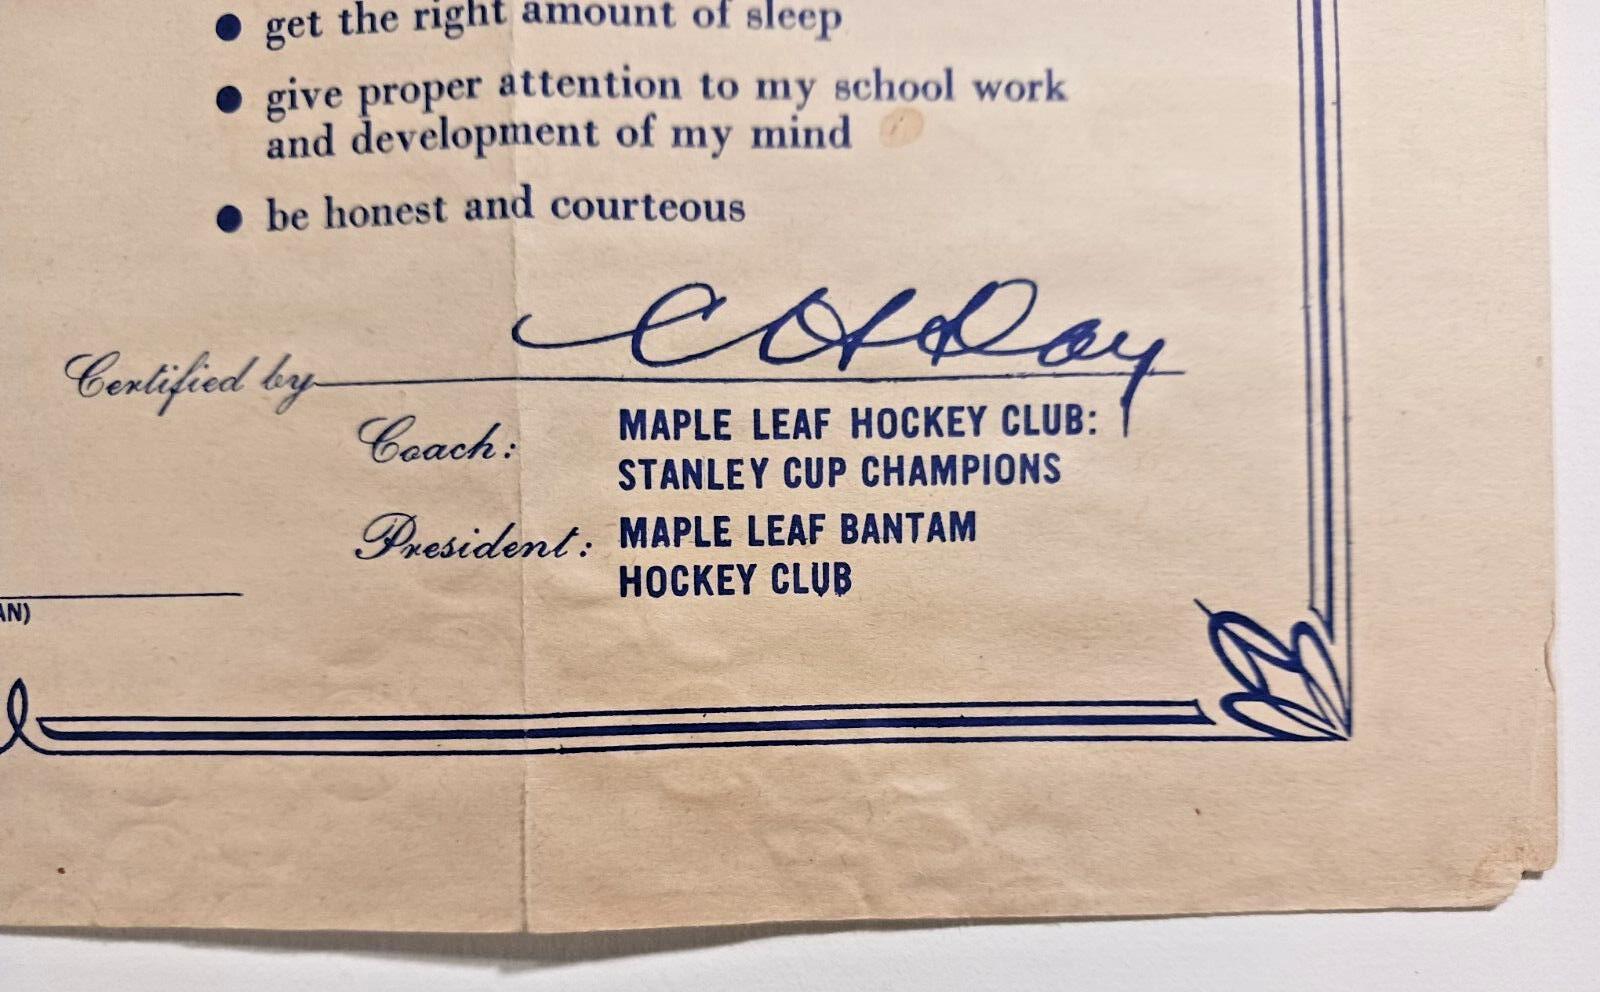 ● get the right amount of sleep
● give proper attention to my school work
and development of my mind
● be honest and courteous
Certified by C H Day
Coach: MAPLE LEAF HOCKEY CLUB:
STANLEY CUP CHAMPIONS
President: MAPLE LEAF BANTAM
HOCKEY CLUB
AN)